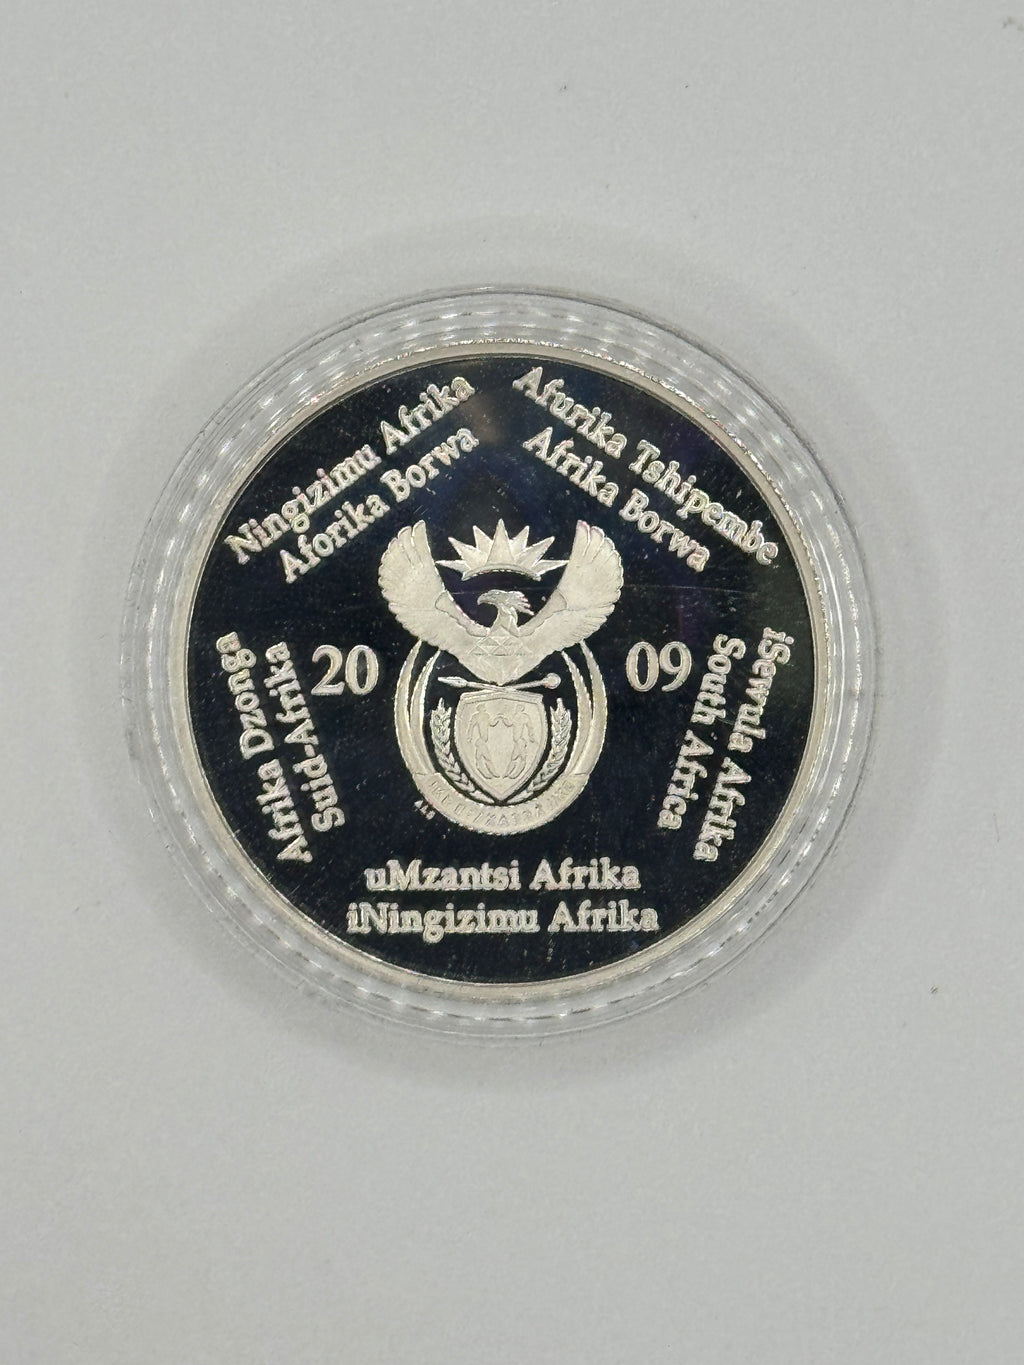 Ningizimu Afrika
Aforika Borwa
Afurika Tshipembe
Afrika Borwa
iSewula Afrika
South Africa
uMzantsi Afrika
iNingizimu Afrika
Afrika Dzonga
Suid-Afrika
20 09